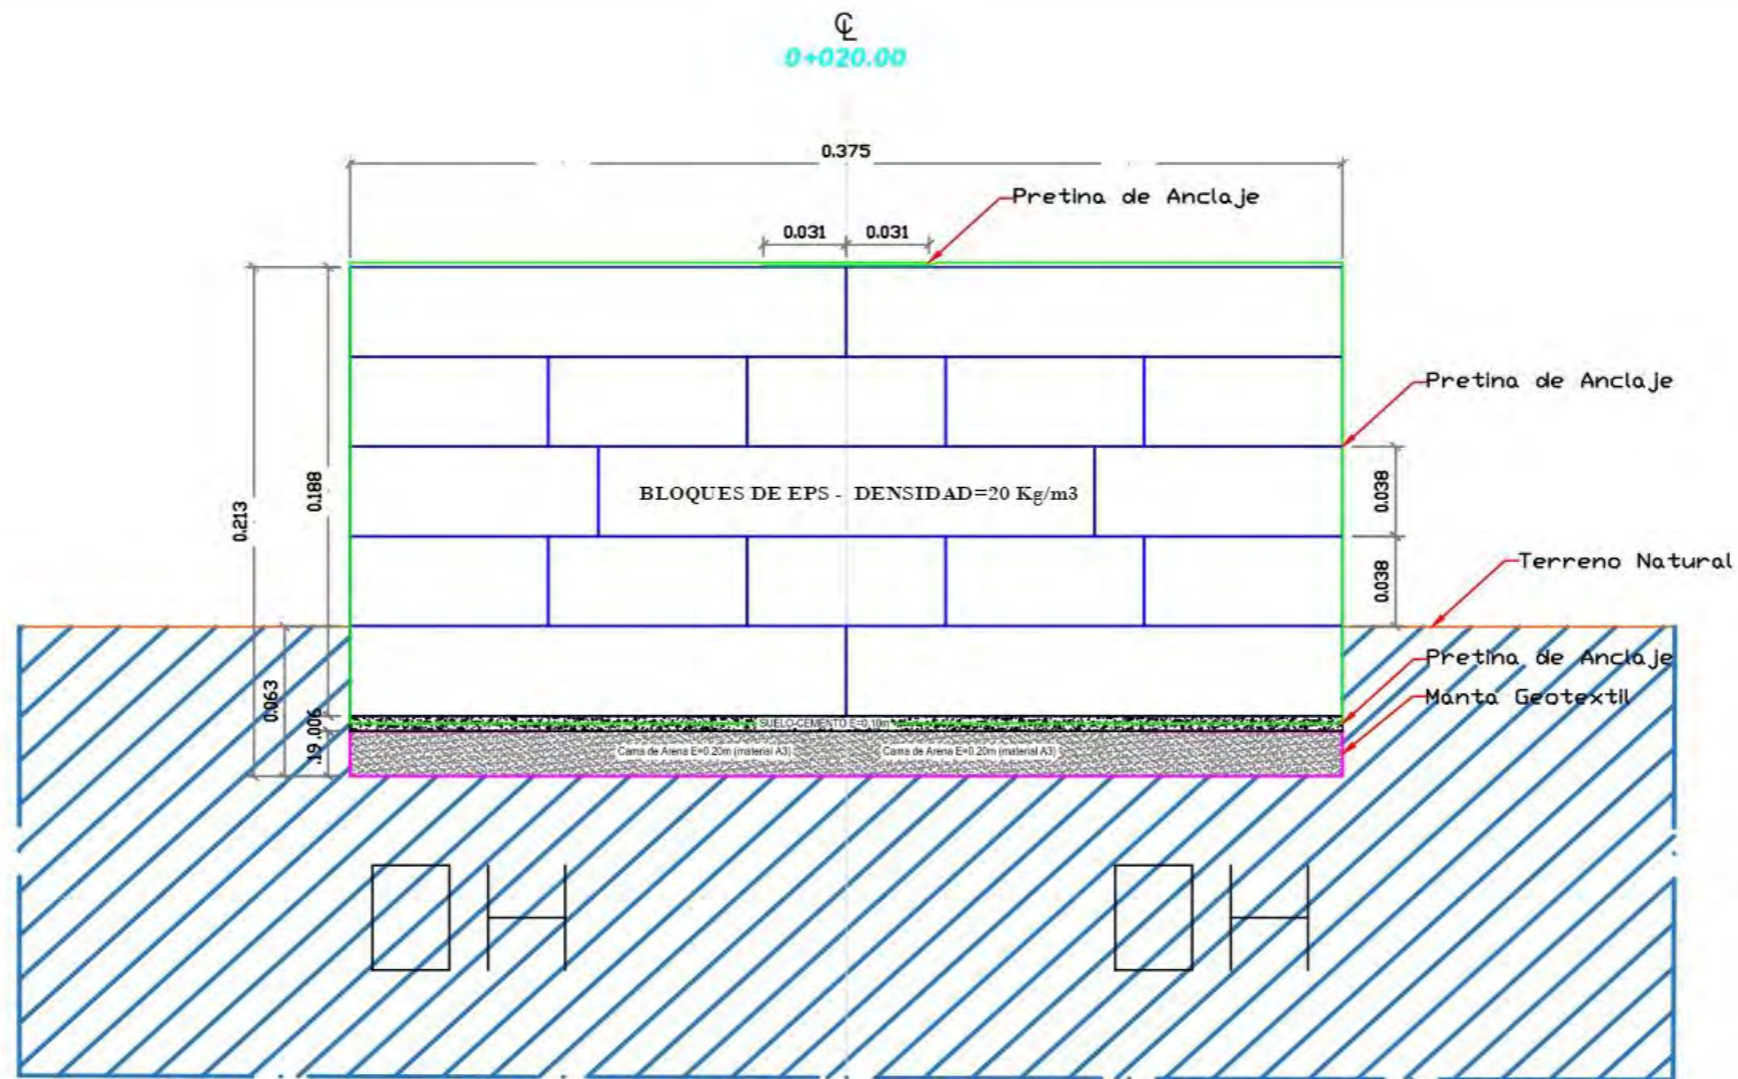 ℄
0+020.00
0.375
Pretina de Anclaje
0.031 0.031
Pretina de Anclaje
0.188
0.213
BLOQUES DE EPS - DENSIDAD=20 Kg/m3
0.038
Terreno Natural
0.038
Pretina de Anclaje
0.063
Manta Geotextil
.006
SUELO-CEMENTO E=0.10m
.19
Cama de Arena E=0.20m (material A3) Cama de Arena E=0.20m (material A3)
OH OH